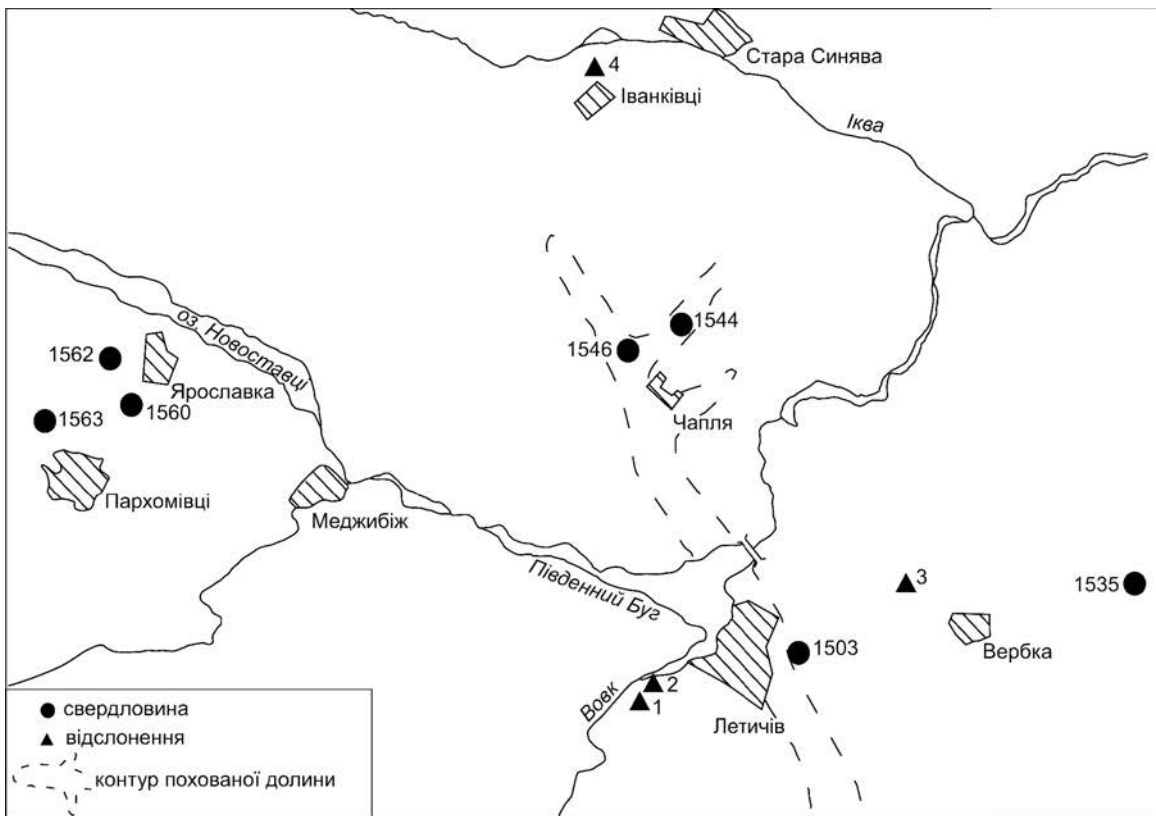 Стара Синява
4
Іванківці
Іква
оз. Новоставці
1544
1546
1562
Ярославка
1560
1563
Чапля
Пархомівці
Меджибіж
Південний Буг
3
1535
1503
Вербка
2
1
Вовк
Летичів
свердловина
відслонення
контур похованої долини